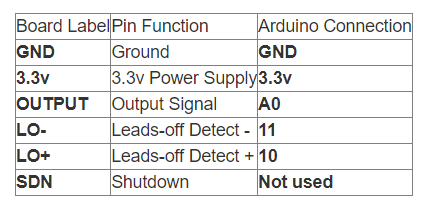 Board Label Pin Function Arduino Connection
GND Ground GND
3.3v 3.3v Power Supply 3.3v
OUTPUT Output Signal A0
LO- Leads-off Detect - 11
LO+ Leads-off Detect + 10
SDN Shutdown Not used